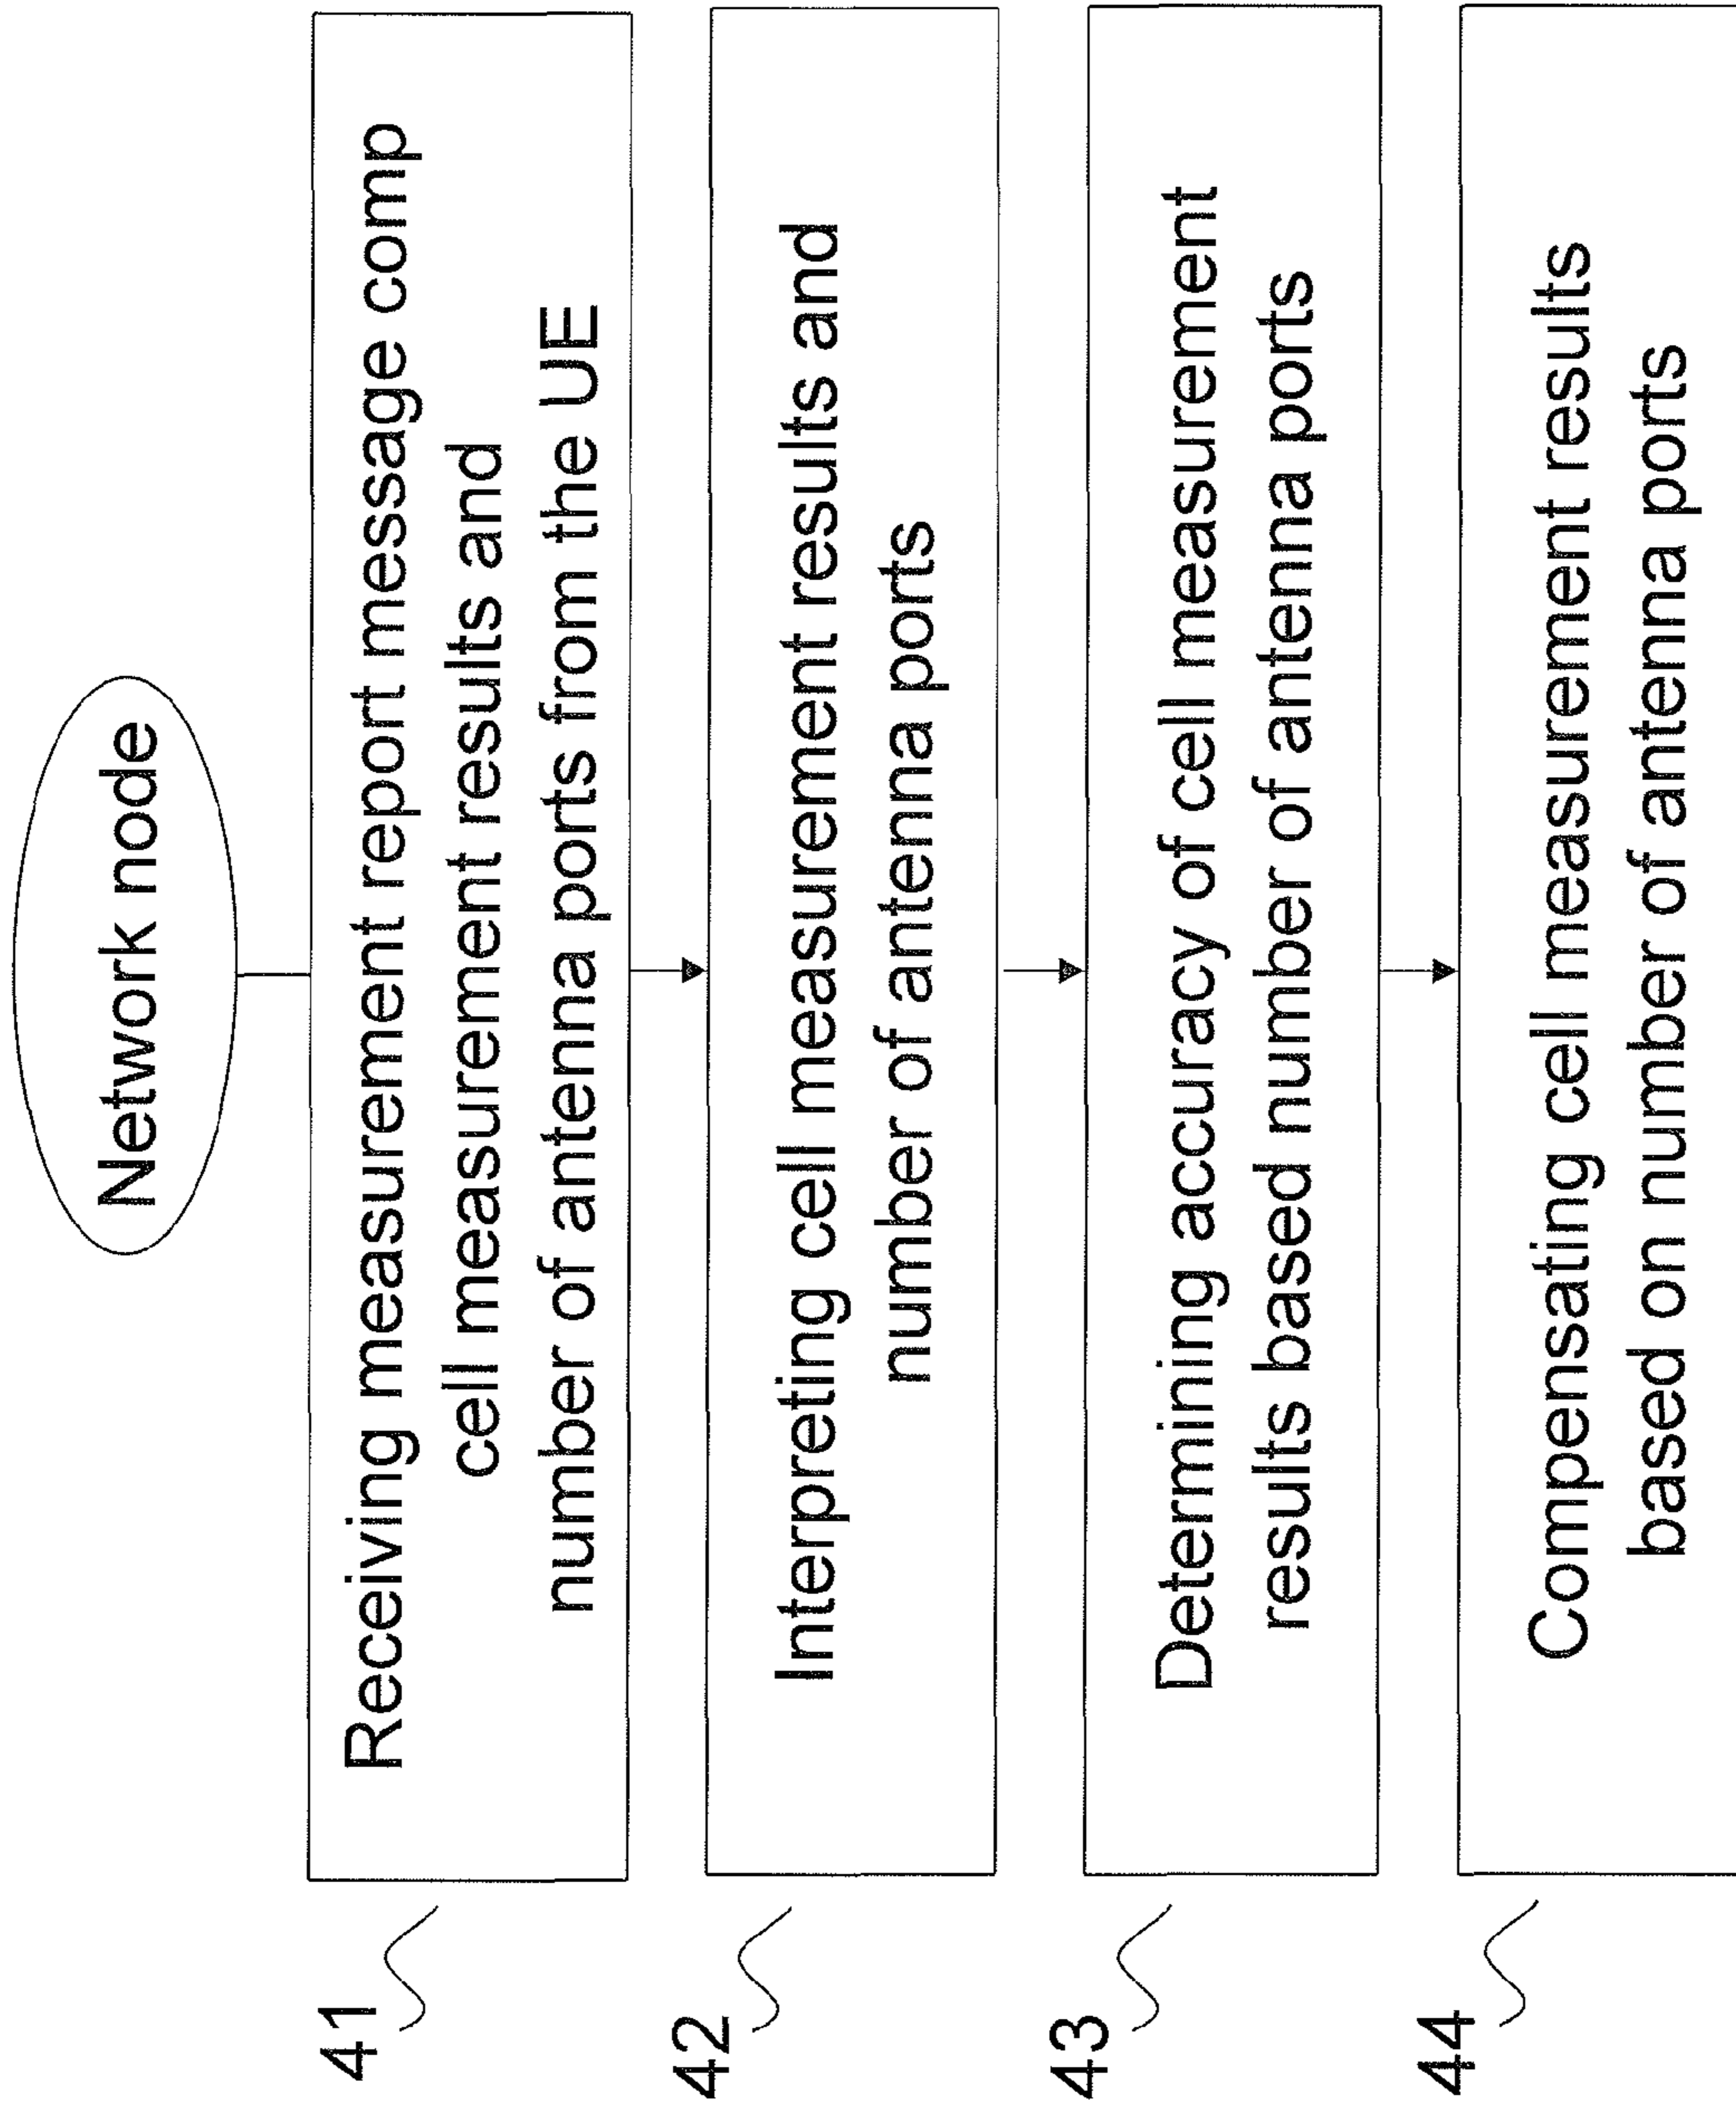 Network node
41
Receiving measurement report message comp
cell measurement results and
number of antenna ports from the UE
42
Interpreting cell measurement results and
number of antenna ports
43
Determining accuracy of cell measurement
results based number of antenna ports
44
Compensating cell measurement results
based on number of antenna ports